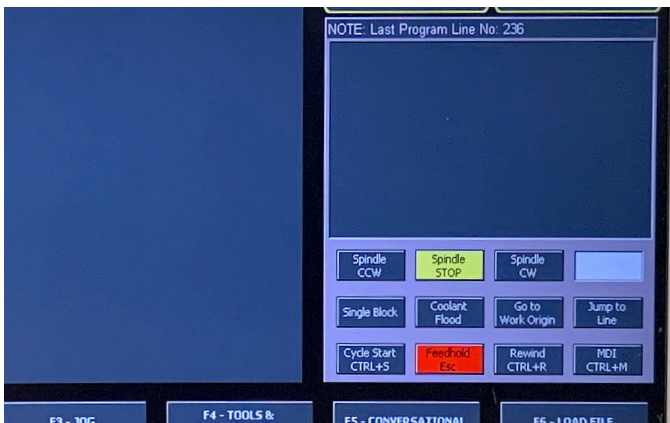 NOTE: Last Program Line No: 236
Spindle
CCW
Spindle
STOP
Spindle
CW
Single Block
Coolant
Flood
Go to
Work Origin
Jump to
Line
Cycle Start
CTRL+S
Feedhold
Esc
Rewind
CTRL+R
MDI
CTRL+M
F3 - JOG
F4 - TOOLS &
F5 - CONVERSATIONAL
F6 - LOAD FILE